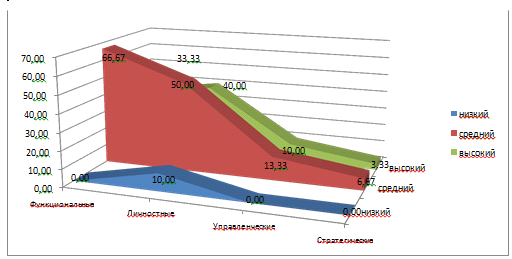 70,00
60,00
50,00
40,00
30,00
20,00
10,00
0,00
66,67
33,33
50,00
40,00
10,00
13,33
3,33
6,67
0,00
10,00
0,00
0,00
высокий
средний
низкий
Функциональные
Личностные
Управленческие
Стратегические
низкий
средний
высокий